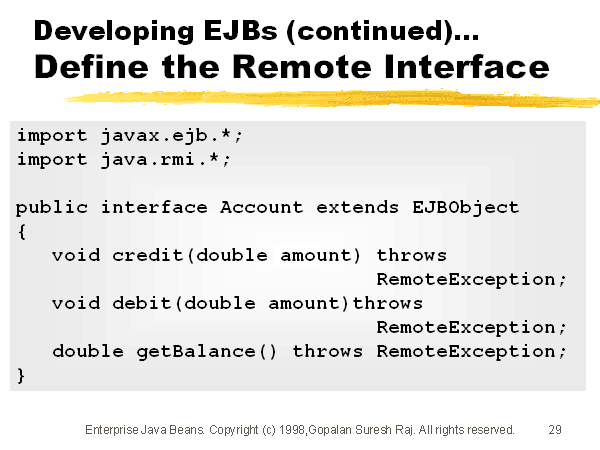 Developing EJBs (continued)...
Define the Remote Interface
import javax.ejb.*;
import java.rmi.*;
public interface Account extends EJBObject
{
void credit(double amount) throws
RemoteException;
void debit(double amount)throws
RemoteException;
double getBalance() throws RemoteException;
}
Enterprise Java Beans. Copyright (c) 1998,Gopalan Suresh Raj. All rights reserved. 29